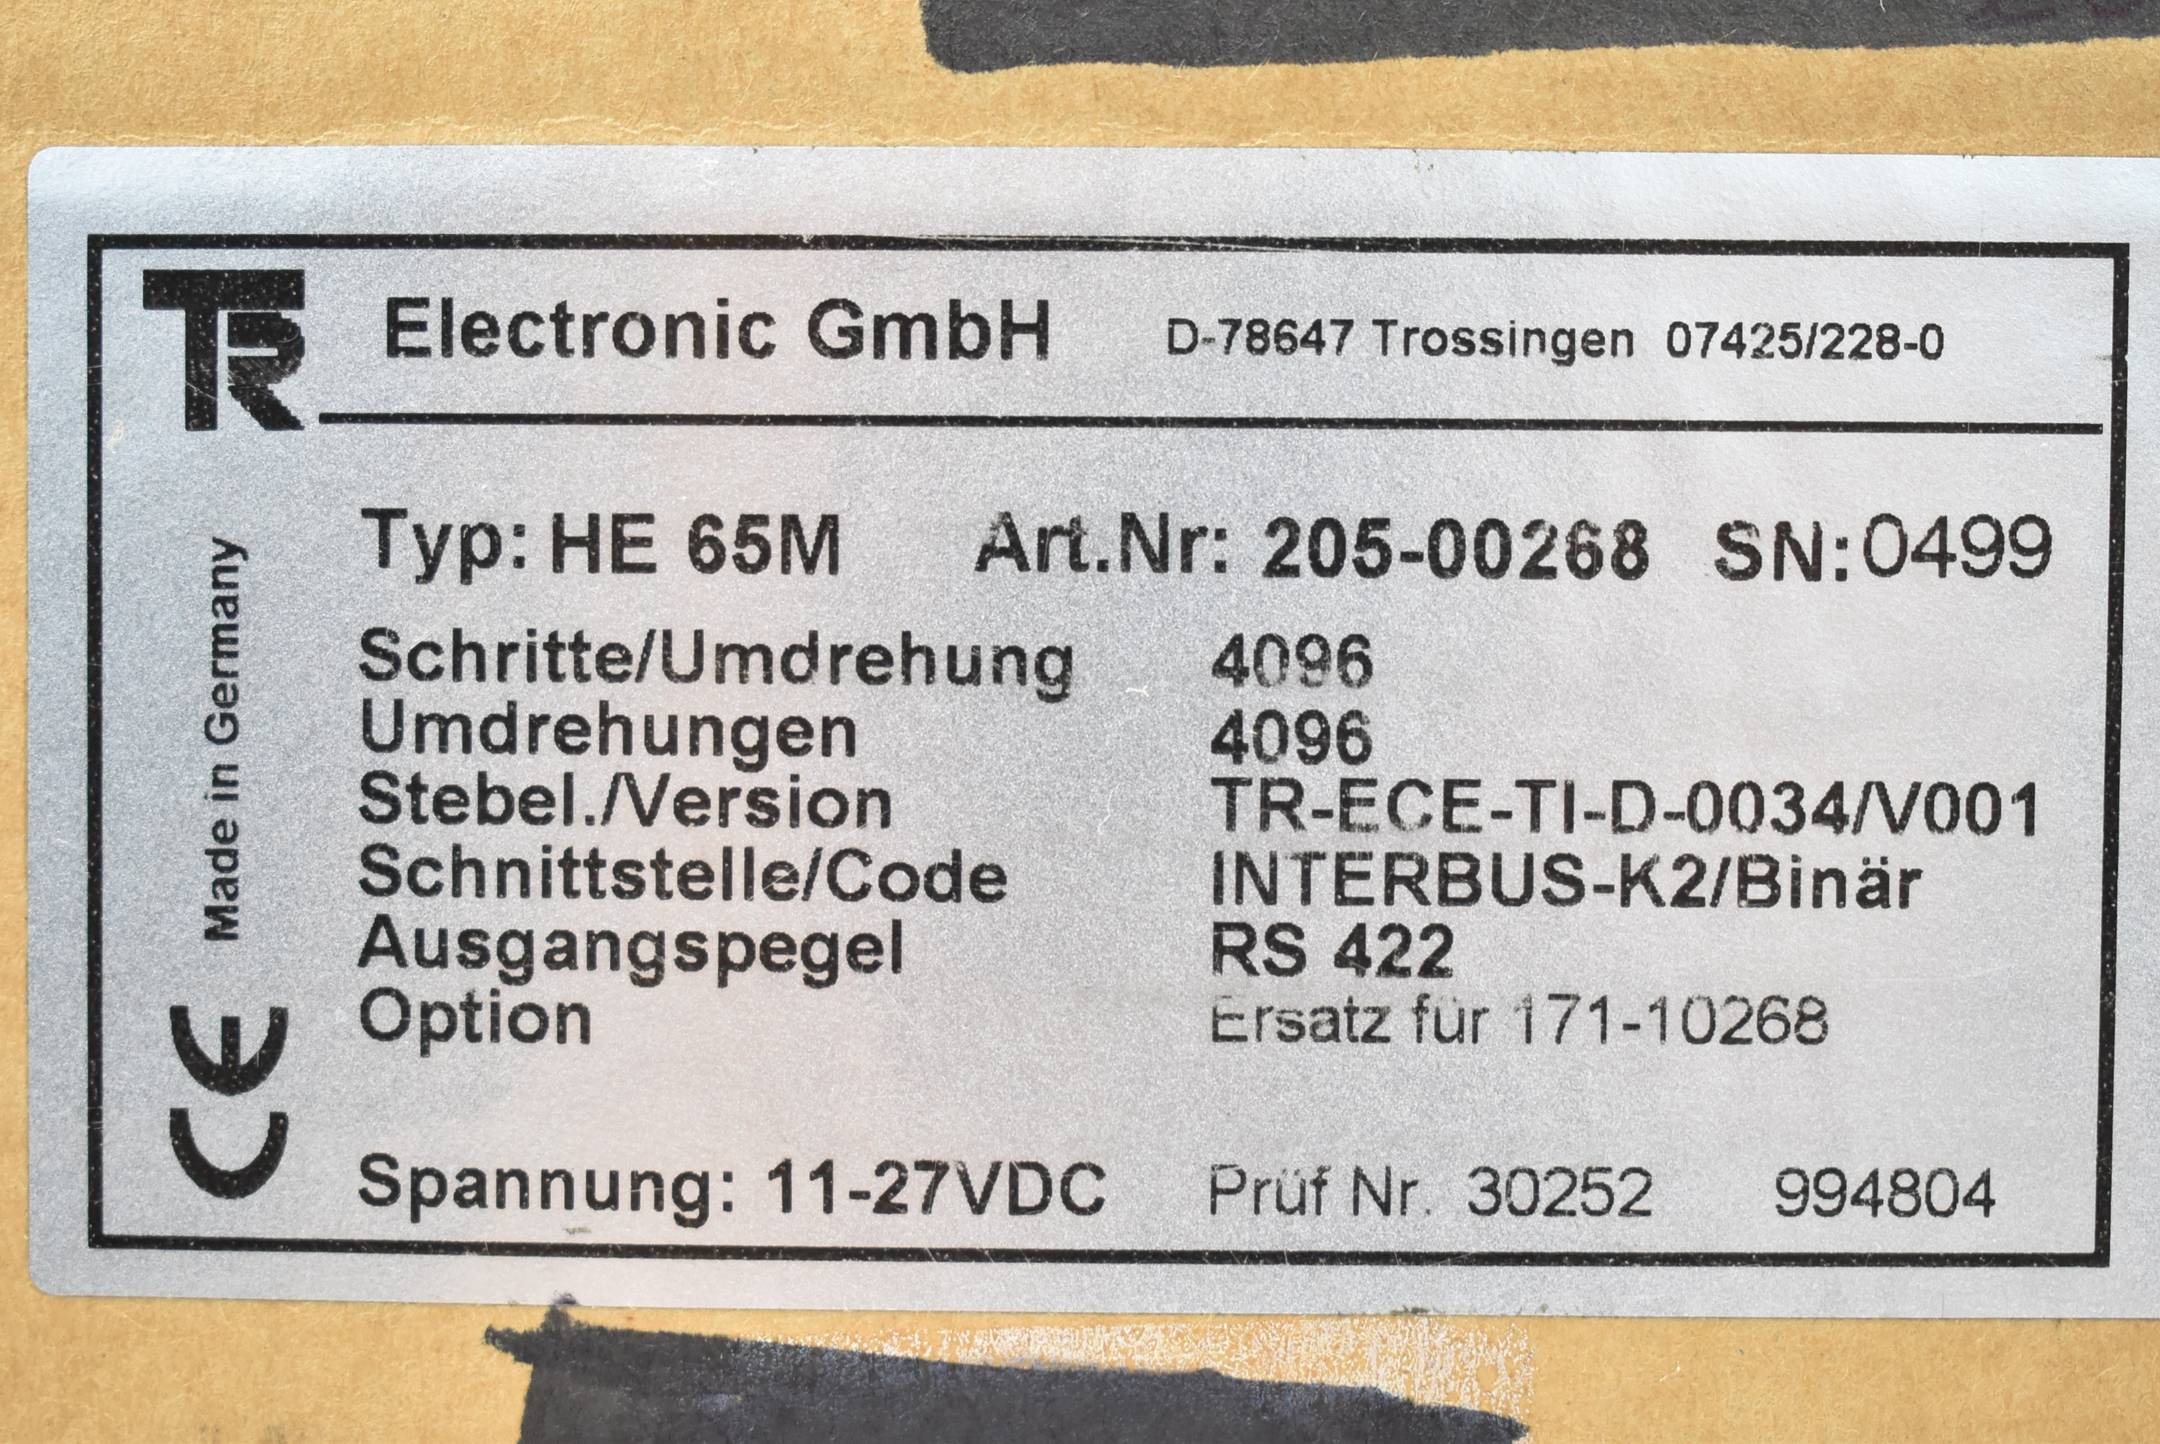 TR Electronic GmbH D-78647 Trossingen 07425/228-0
Typ: HE 65M Art.Nr: 205-00268 SN:0499
Schritte/Umdrehung 4096
Umdrehungen 4096
Stebel./Version TR-ECE-TI-D-0034/V001
Schnittstelle/Code INTERBUS-K2/Binär
Ausgangspegel RS 422
Option Ersatz für 171-10268
Spannung: 11-27VDC Prüf Nr. 30252 994804
Made in Germany
CE